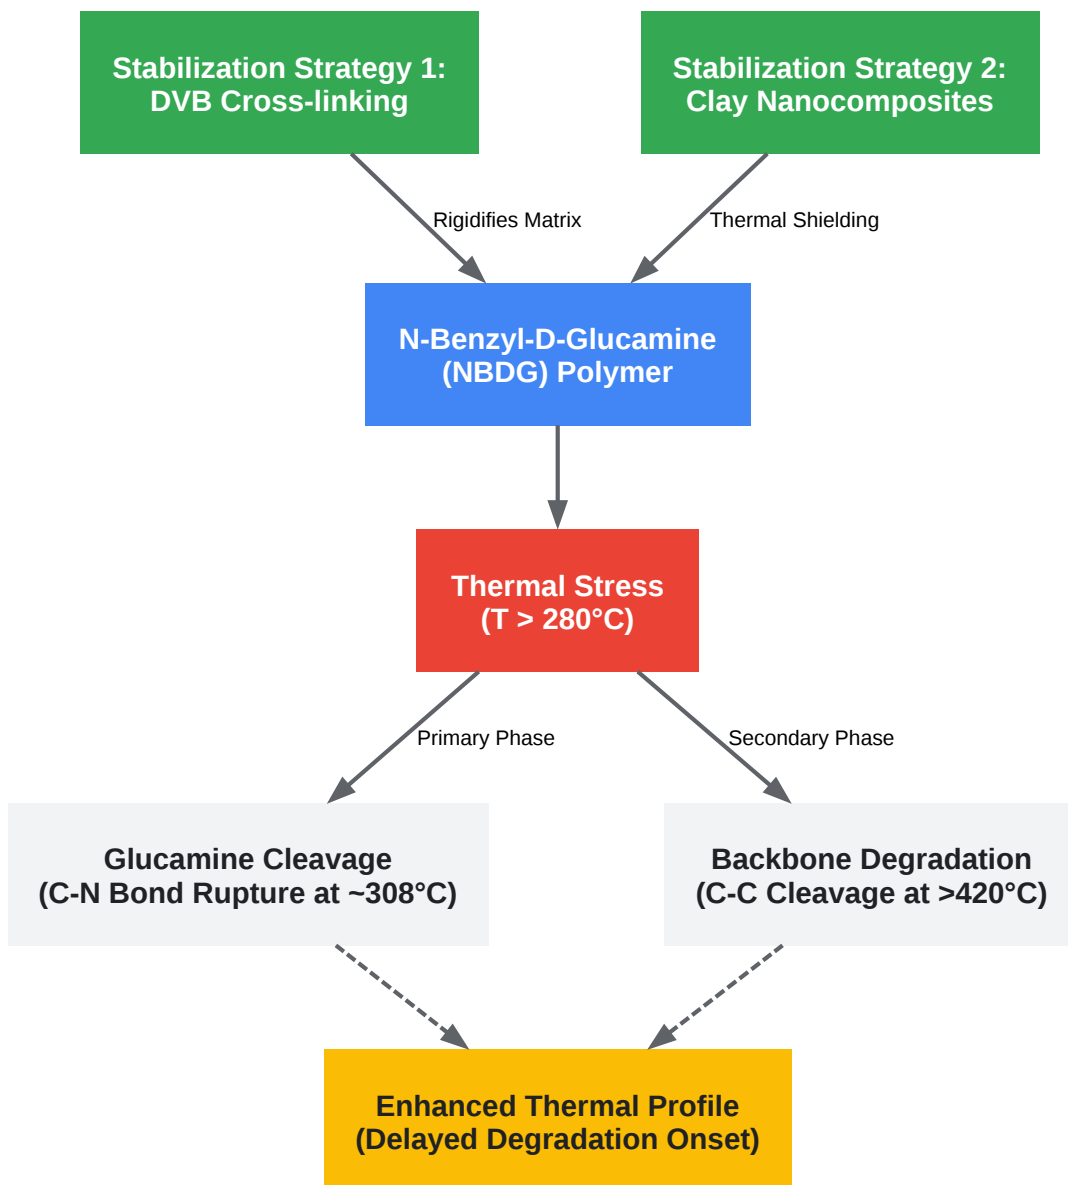 Stabilization Strategy 1:
DVB Cross-linking
Stabilization Strategy 2:
Clay Nanocomposites
Rigidifies Matrix
Thermal Shielding
N-Benzyl-D-Glucamine
(NBDG) Polymer
Thermal Stress
(T > 280°C)
Primary Phase
Secondary Phase
Glucamine Cleavage
(C-N Bond Rupture at ~308°C)
Backbone Degradation
(C-C Cleavage at >420°C)
Enhanced Thermal Profile
(Delayed Degradation Onset)